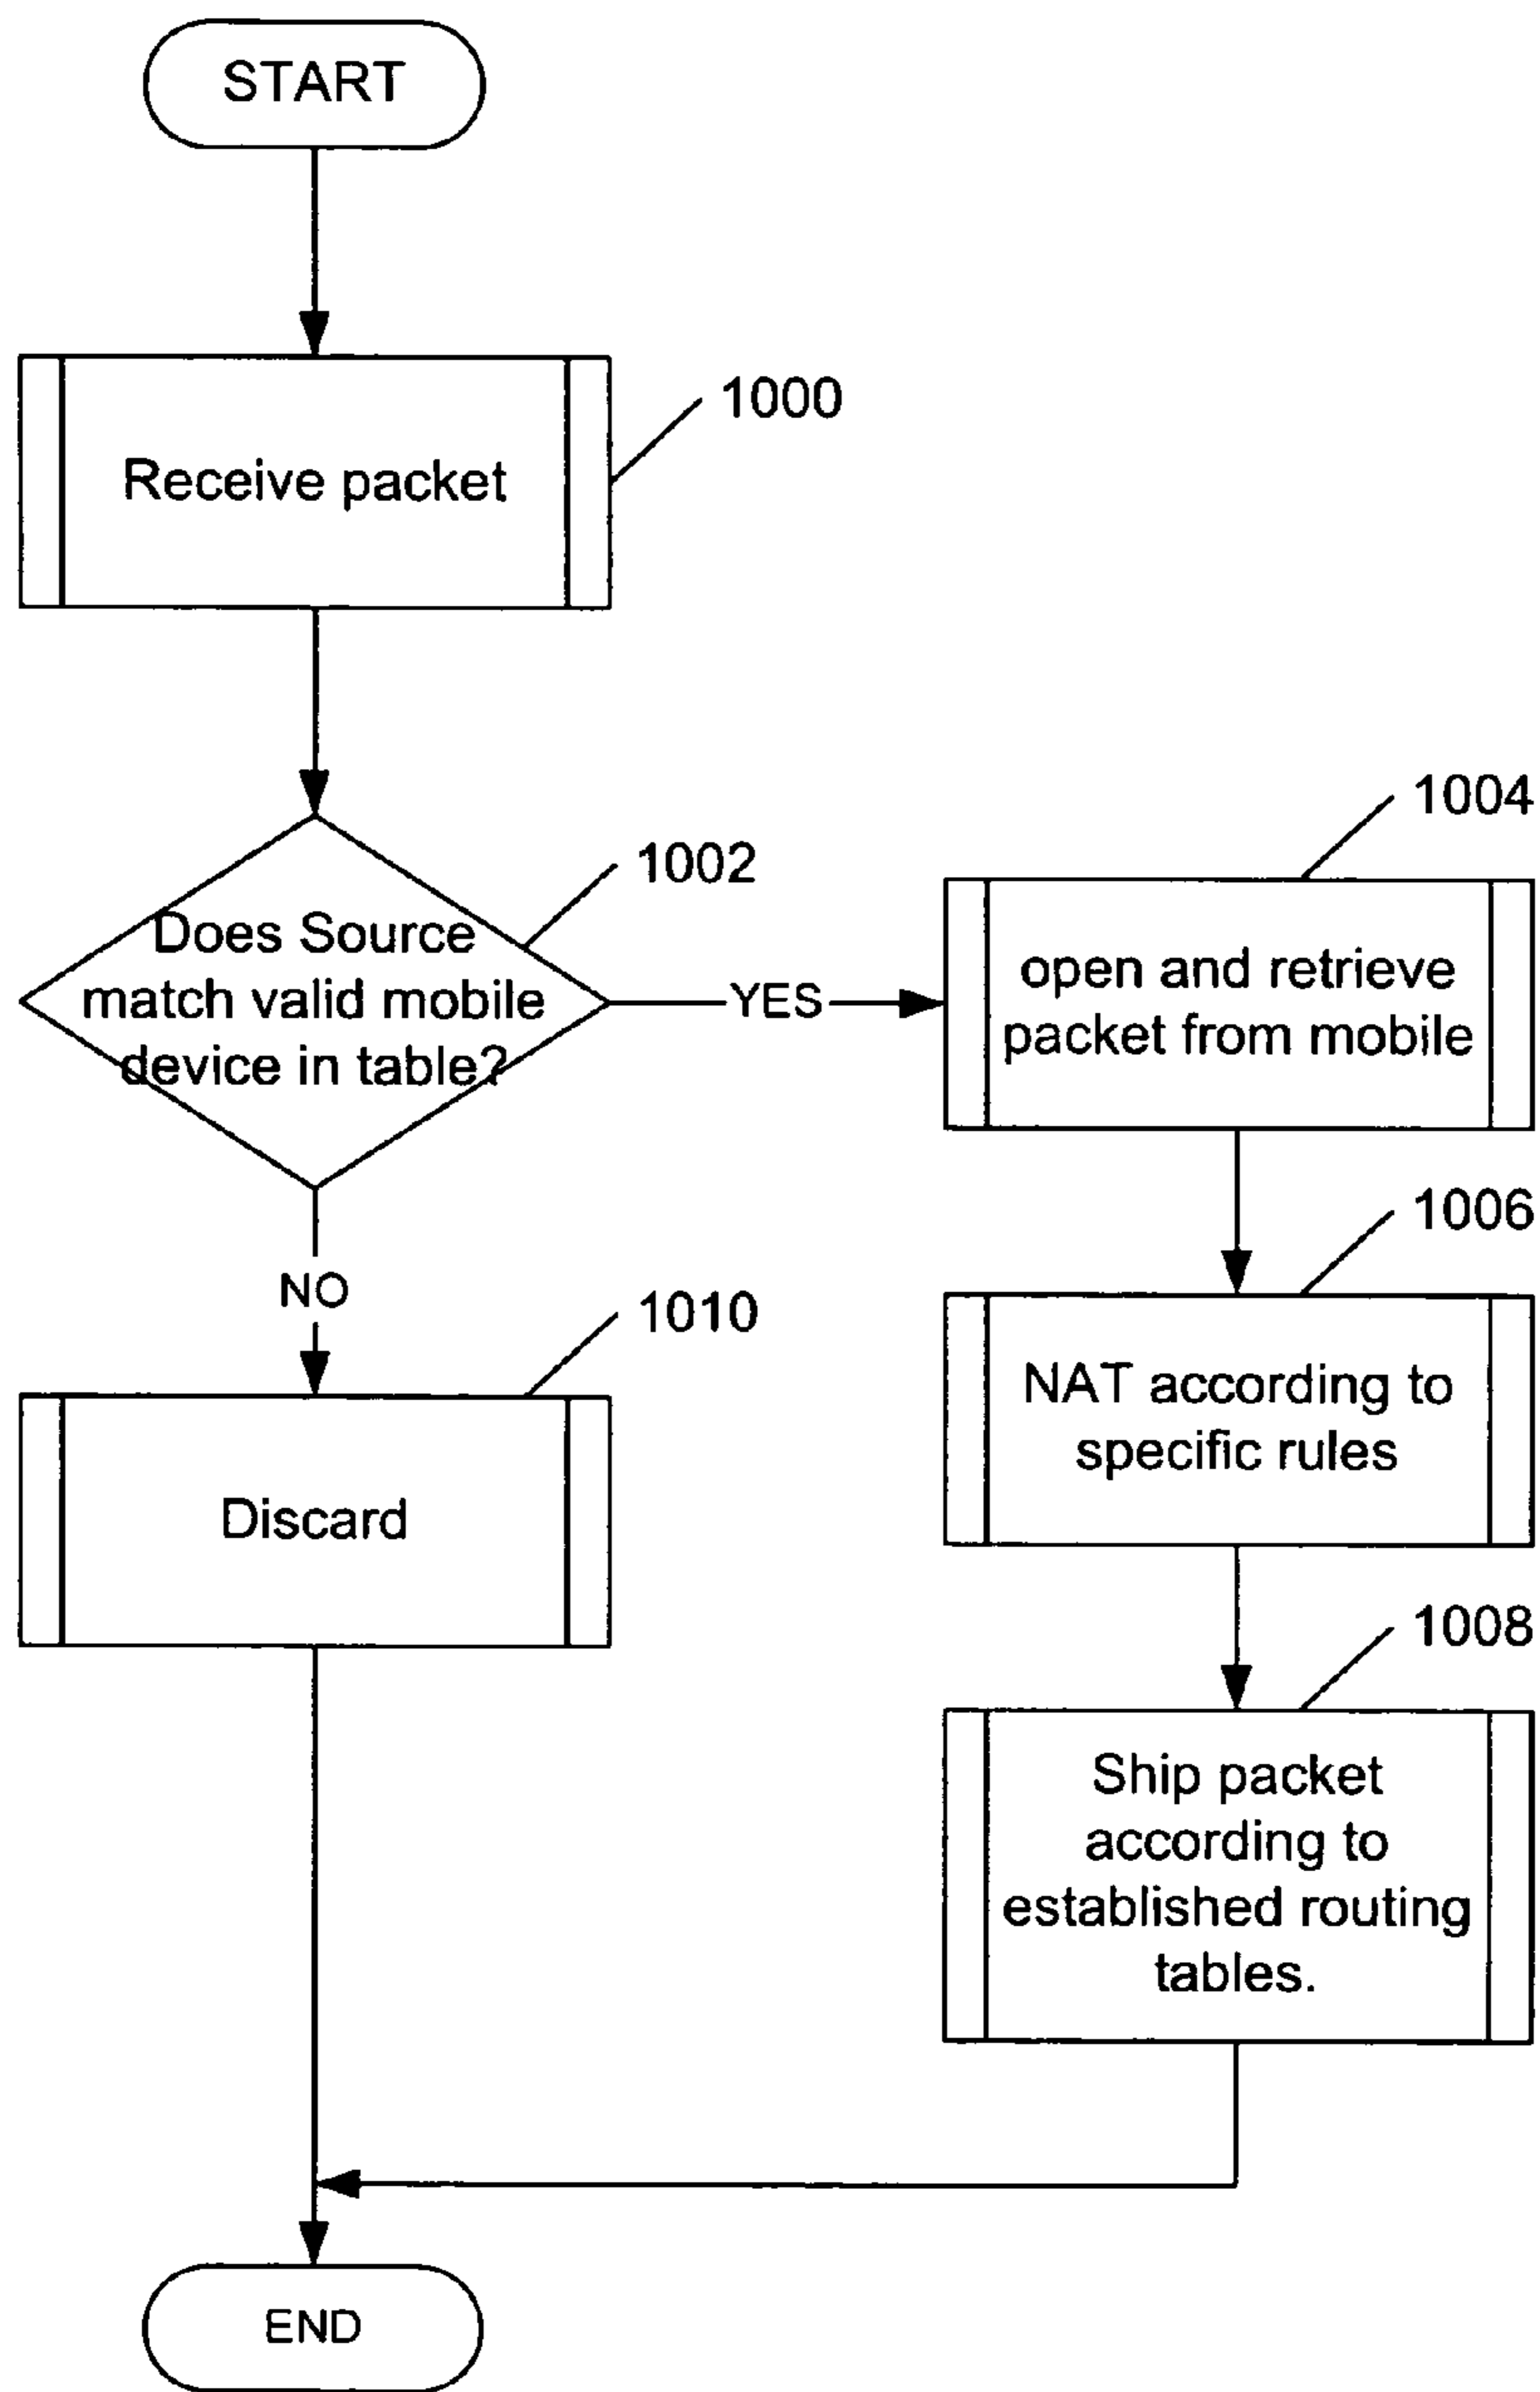 START
1000
Receive packet
1002
Does Source
match valid mobile
device in table?
YES
1004
open and retrieve
packet from mobile
1006
NAT according to
specific rules
NO
1010
Discard
1008
Ship packet
according to
established routing
tables.
END